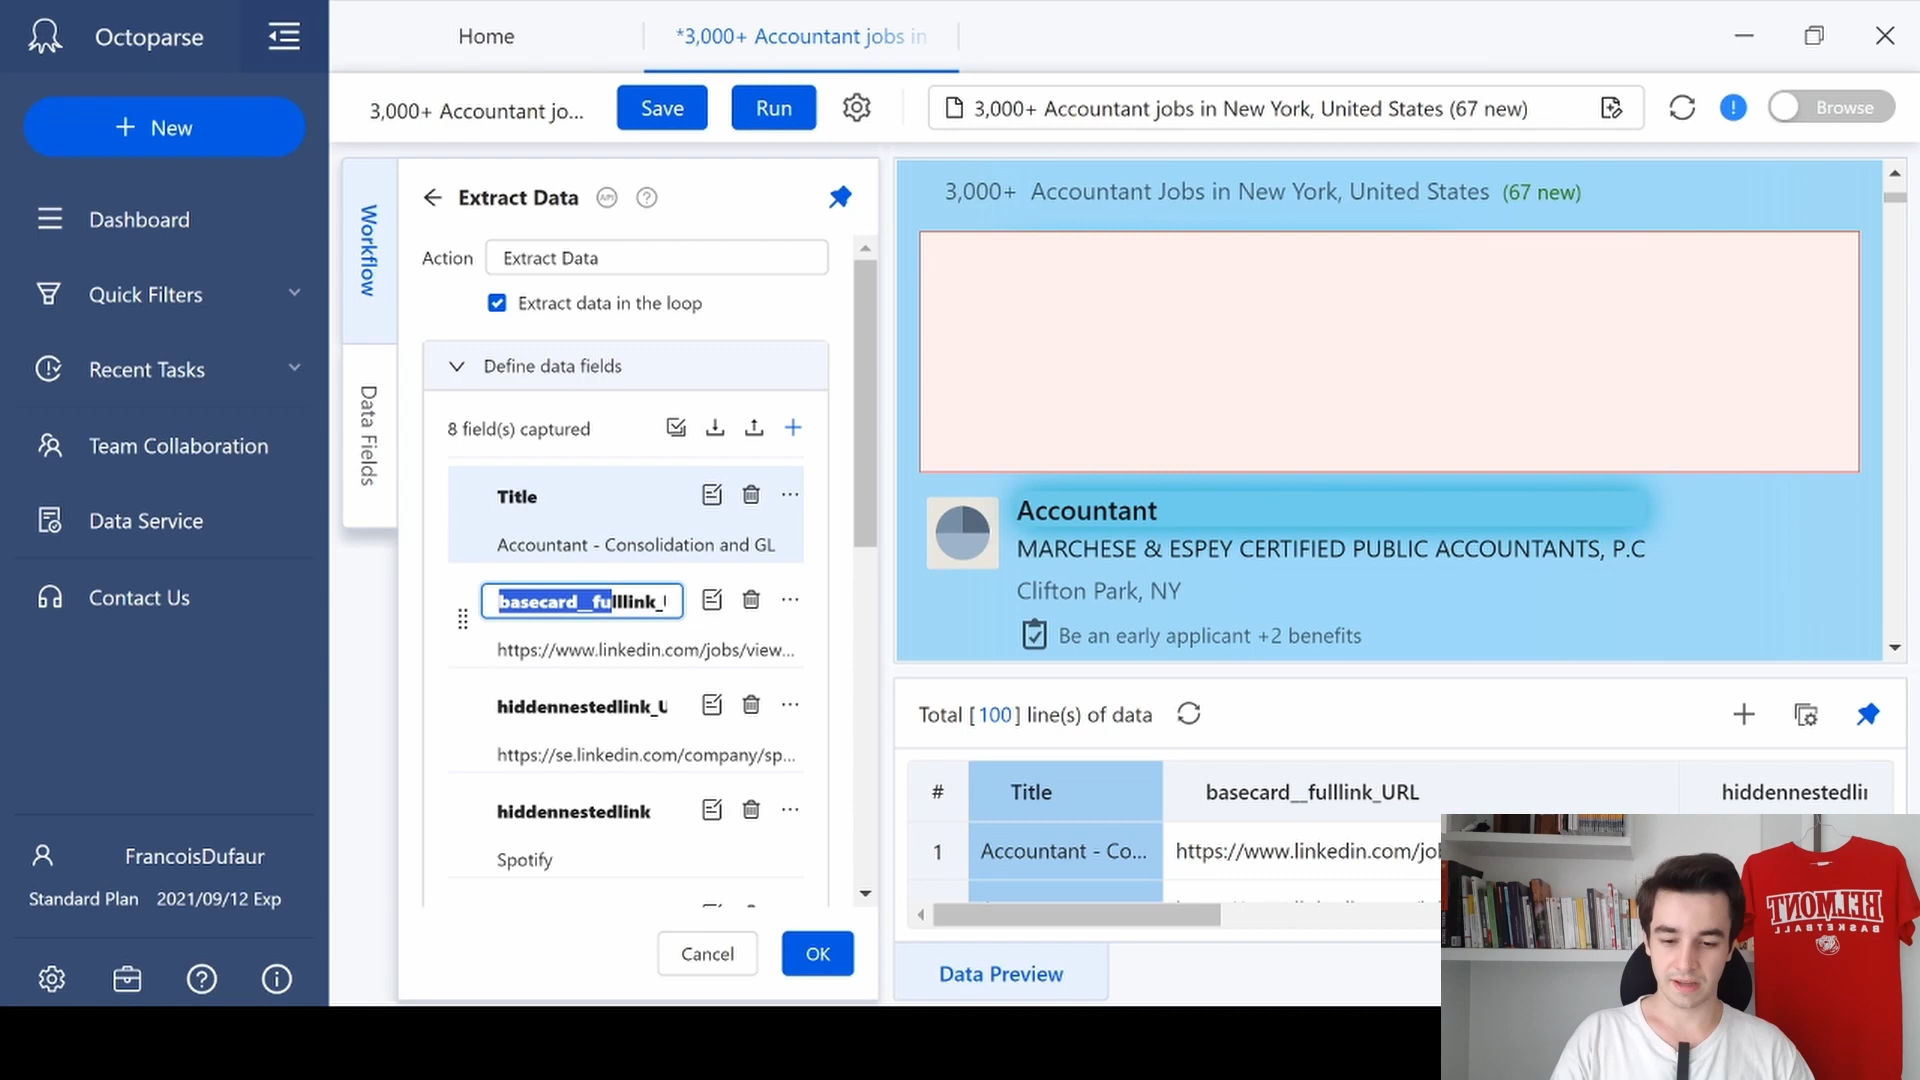 Octoparse
Home
*3,000+ Accountant jobs in
New
3,000+ Accountant jo...
Save
Run
3,000+ Accountant jobs in New York, United States (67 new)
Browse
Dashboard
Quick Filters
Recent Tasks
Team Collaboration
Data Service
Contact Us
FrancoisDufaur
Standard Plan 2021/09/12 Exp
Workflow
Data Fields
Extract Data
API
Action
Extract Data
Extract data in the loop
Define data fields
8 field(s) captured
Title
Accountant - Consolidation and GL
basecard__fulllink_
https://www.linkedin.com/jobs/view...
hiddennestedlink_U
https://se.linkedin.com/company/sp...
hiddennestedlink
Spotify
Cancel
OK
3,000+ Accountant Jobs in New York, United States (67 new)
Accountant
MARCHESE & ESPEY CERTIFIED PUBLIC ACCOUNTANTS, P.C
Clifton Park, NY
Be an early applicant +2 benefits
Total [100] line(s) of data
# Title basecard__fulllink_URL hiddennestedlin
1 Accountant - Co... https://www.linkedin.com/jo
Data Preview
BELMONT
BASKETBALL